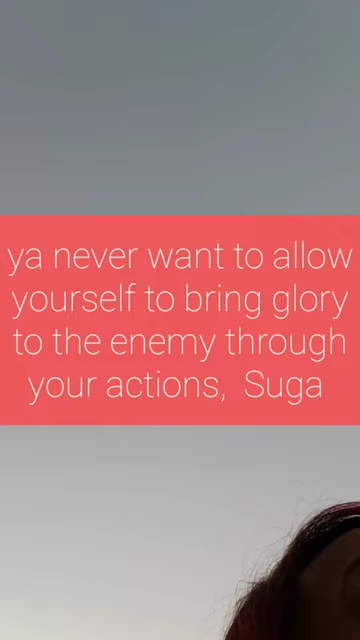 ya never want to allow
yourself to bring glory
to the enemy through
your actions, Suga